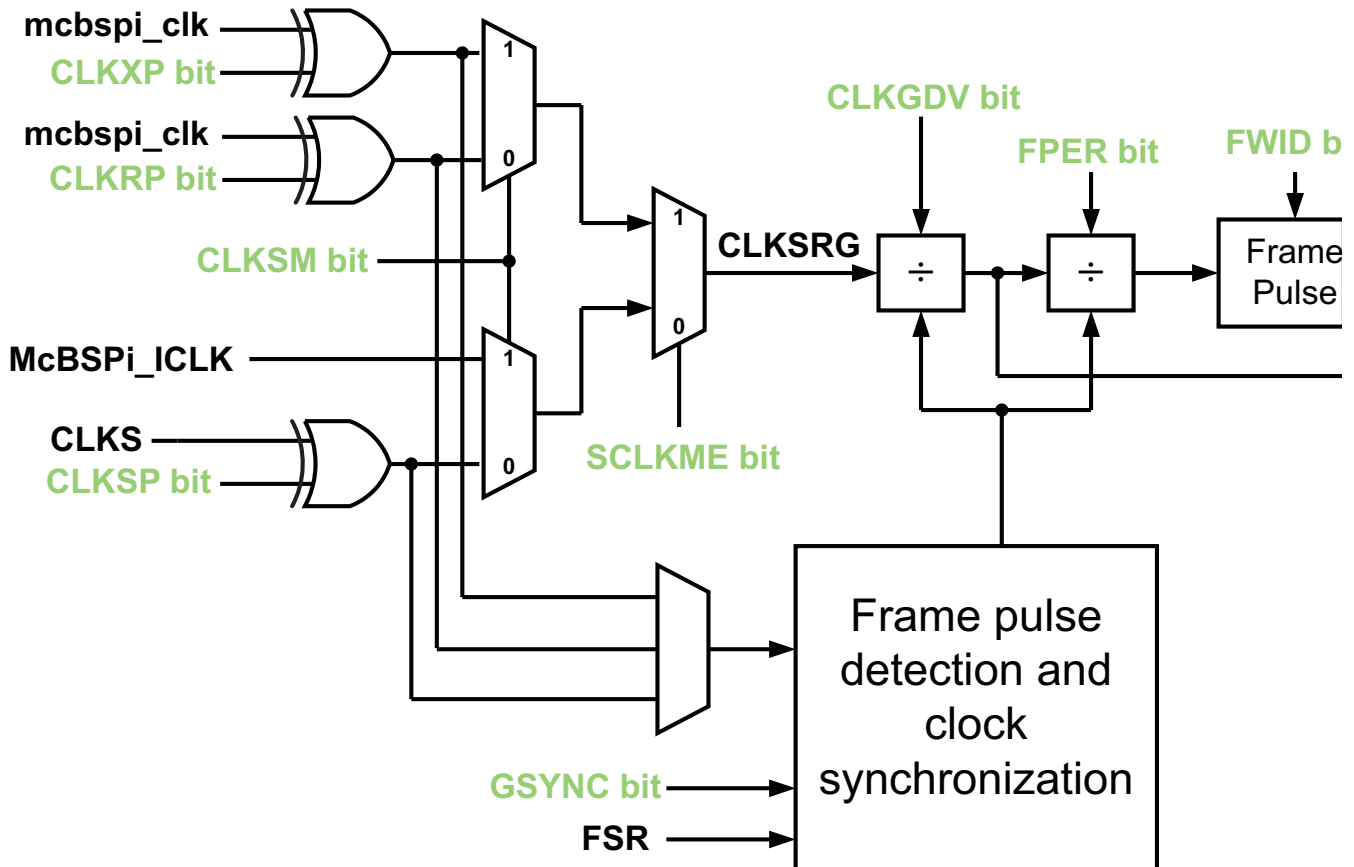 mcbspi_clk
CLKXP bit
mcbspi_clk
CLKRP bit
1
0
CLKSM bit
McBSPi_ICLK
CLKS
CLKSP bit
1
0
1
0
SCLKME bit
CLKSRG
CLKGDV bit
÷
FPER bit
÷
FWID b
Frame
Pulse
GSYNC bit
FSR
Frame pulse
detection and
clock
synchronization